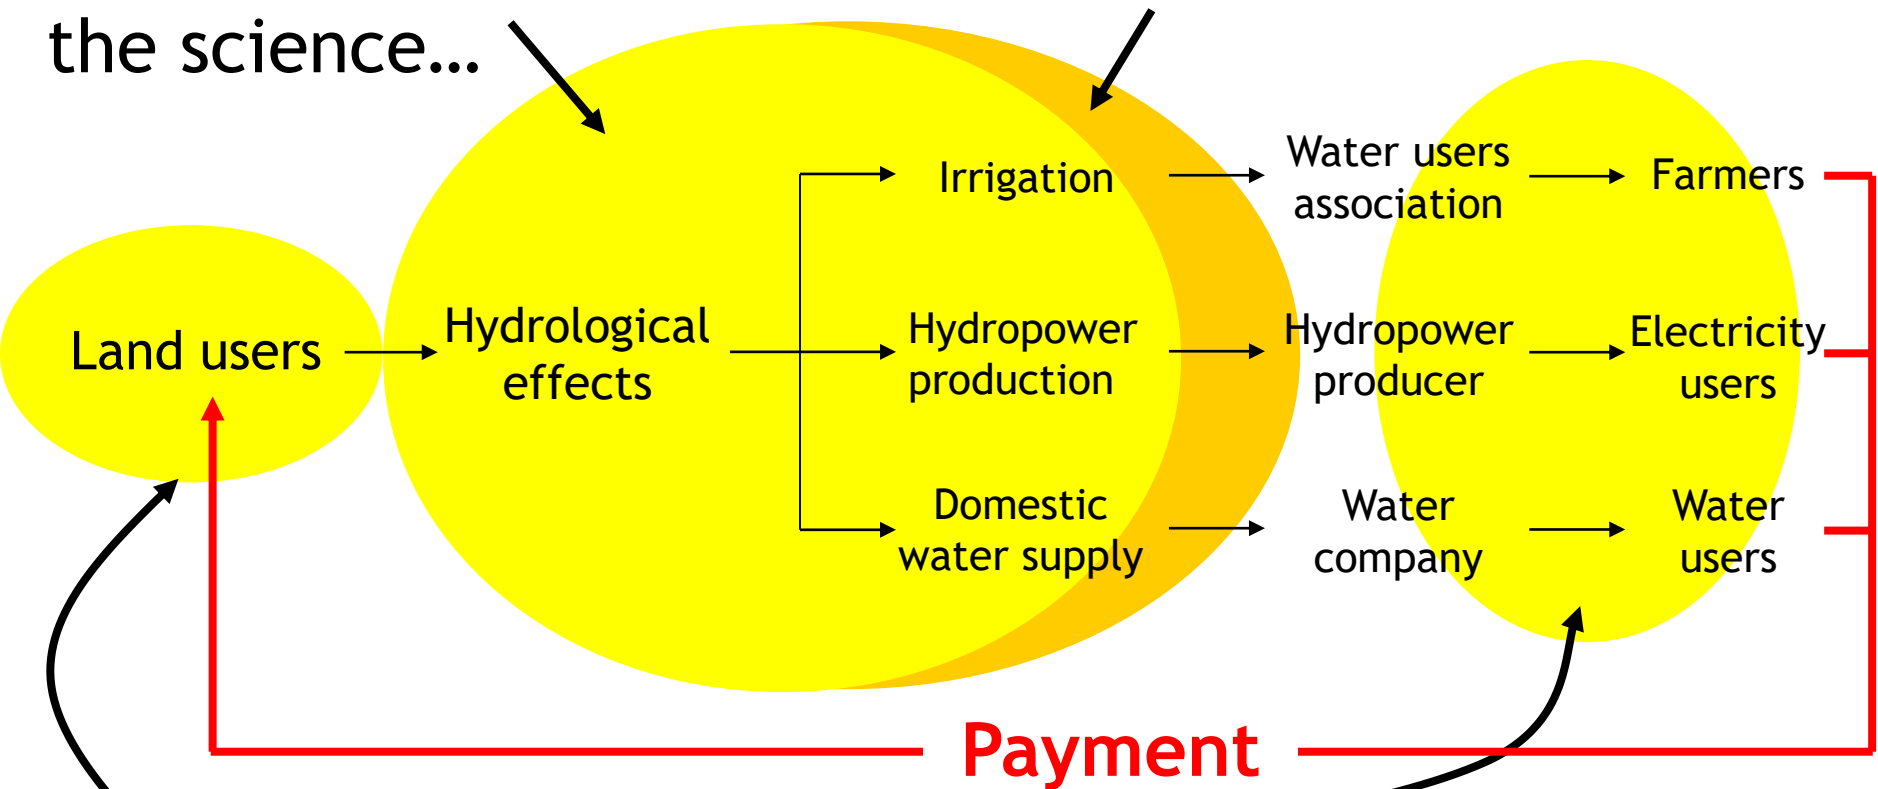 the science…
Irrigation
Water users
association
Farmers
Land users
Hydrological
effects
Hydropower
production
Hydropower
producer
Electricity
users
Domestic
water supply
Water
company
Water
users
Payment